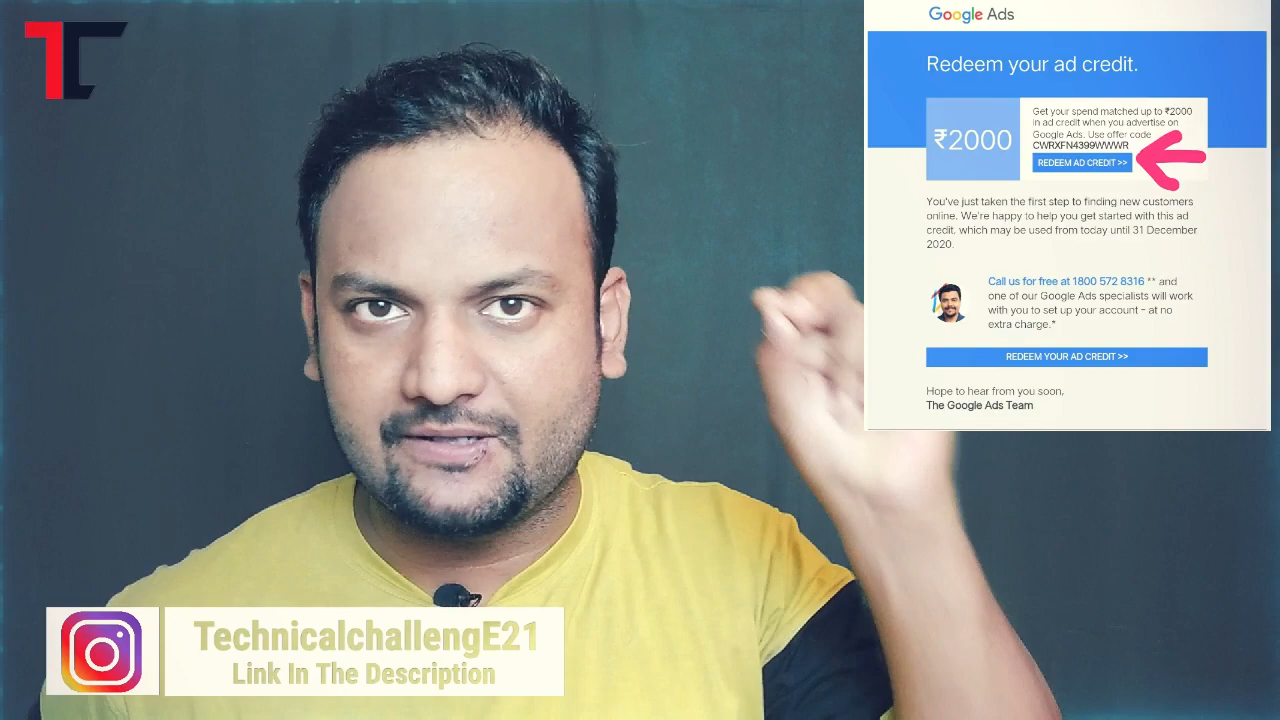 TC
Google Ads
Redeem your ad credit.
₹2000
Get your spend matched up to ₹2000
in ad credit when you advertise on
Google Ads. Use offer code
CWRXFN4399WWWR
REDEEM AD CREDIT >>
You've just taken the first step to finding new customers
online. We're happy to help you get started with this ad
credit, which may be used from today until 31 December
2020.
Call us for free at 1800 572 8316 ** and
one of our Google Ads specialists will work
with you to set up your account – at no
extra charge.*
REDEEM YOUR AD CREDIT >>
Hope to hear from you soon,
The Google Ads Team
TechnicalchallengE21
Link In The Description